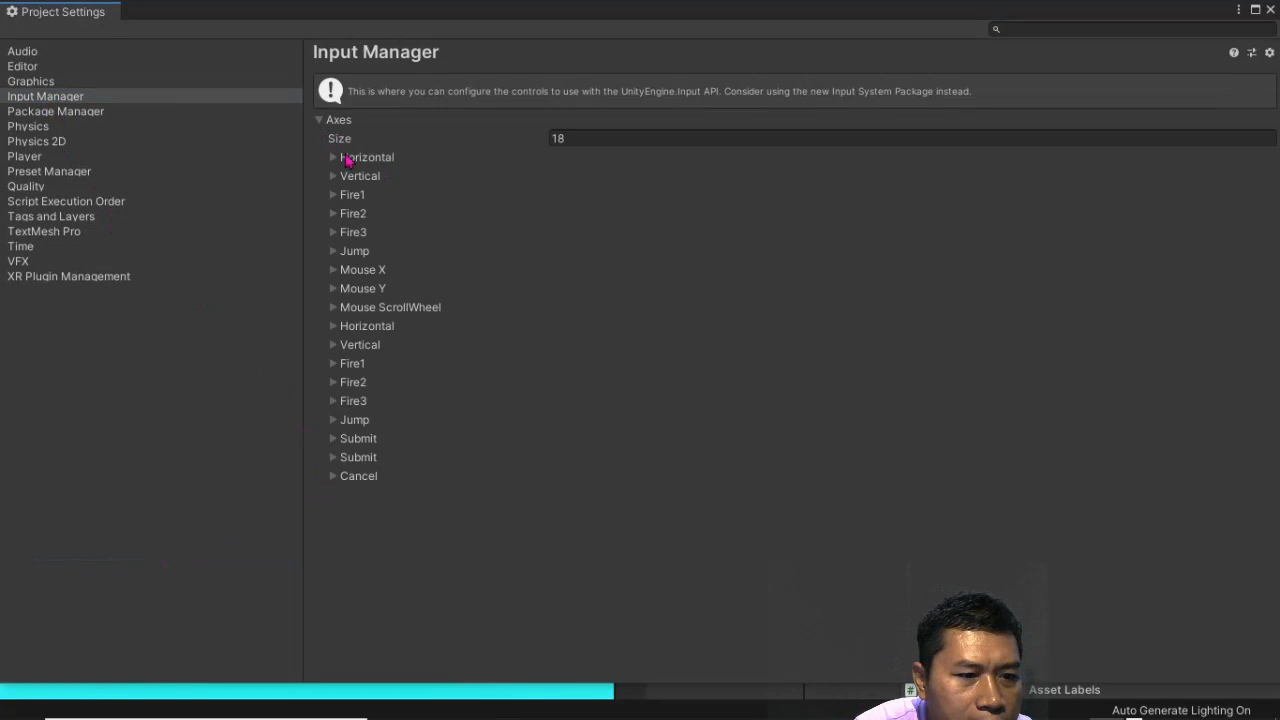 Project Settings
Audio
Editor
Graphics
Input Manager
Package Manager
Physics
Physics 2D
Player
Preset Manager
Quality
Script Execution Order
Tags and Layers
TextMesh Pro
Time
VFX
XR Plugin Management
Input Manager
This is where you can configure the controls to use with the UnityEngine.Input API. Consider using the new Input System Package instead.
Axes
Size 18
Horizontal
Vertical
Fire1
Fire2
Fire3
Jump
Mouse X
Mouse Y
Mouse ScrollWheel
Horizontal
Vertical
Fire1
Fire2
Fire3
Jump
Submit
Submit
Cancel
# Asset Labels
Auto Generate Lighting On